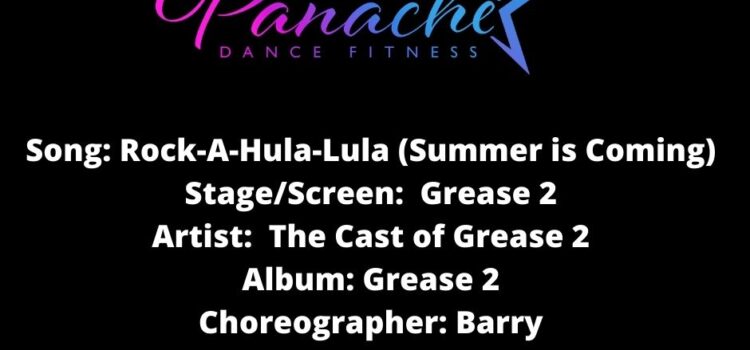 Panache
DANCE FITNESS
Song: Rock-A-Hula-Lula (Summer is Coming)
Stage/Screen: Grease 2
Artist: The Cast of Grease 2
Album: Grease 2
Choreographer: Barry